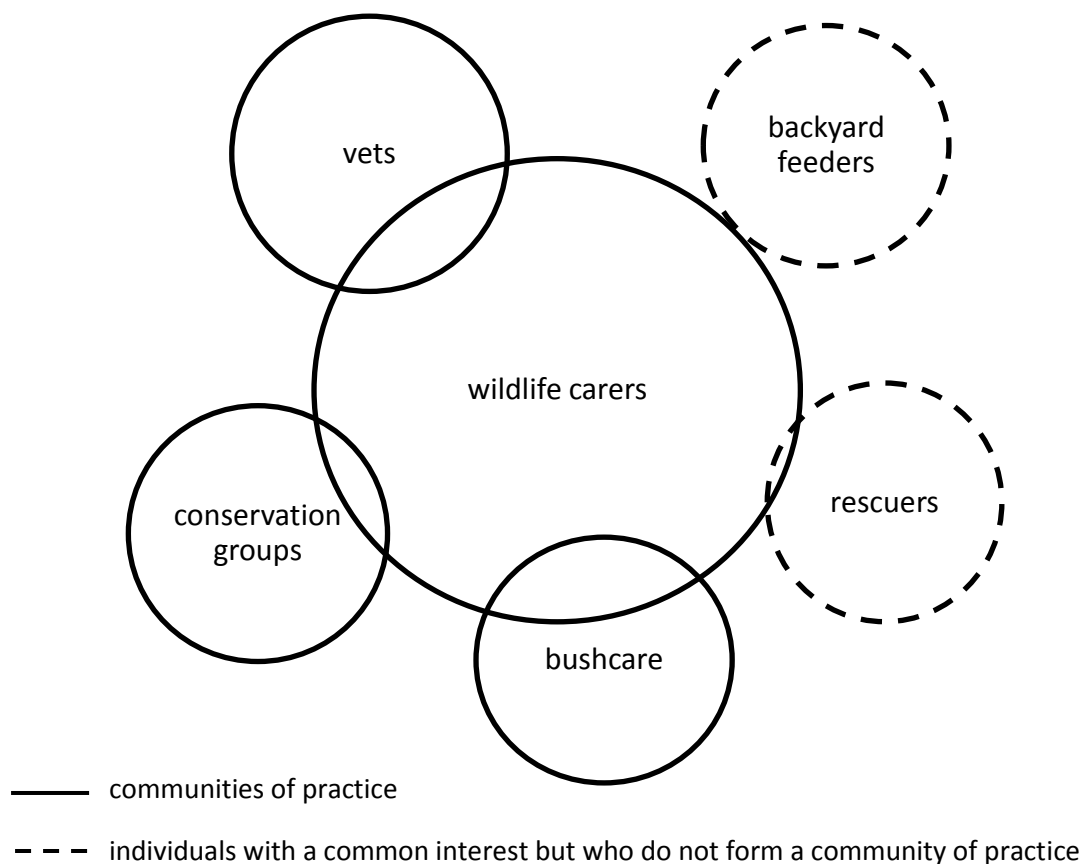 vets
backyard
feeders
wildlife carers
conservation
groups
rescuers
bushcare
communities of practice
individuals with a common interest but who do not form a community of practice